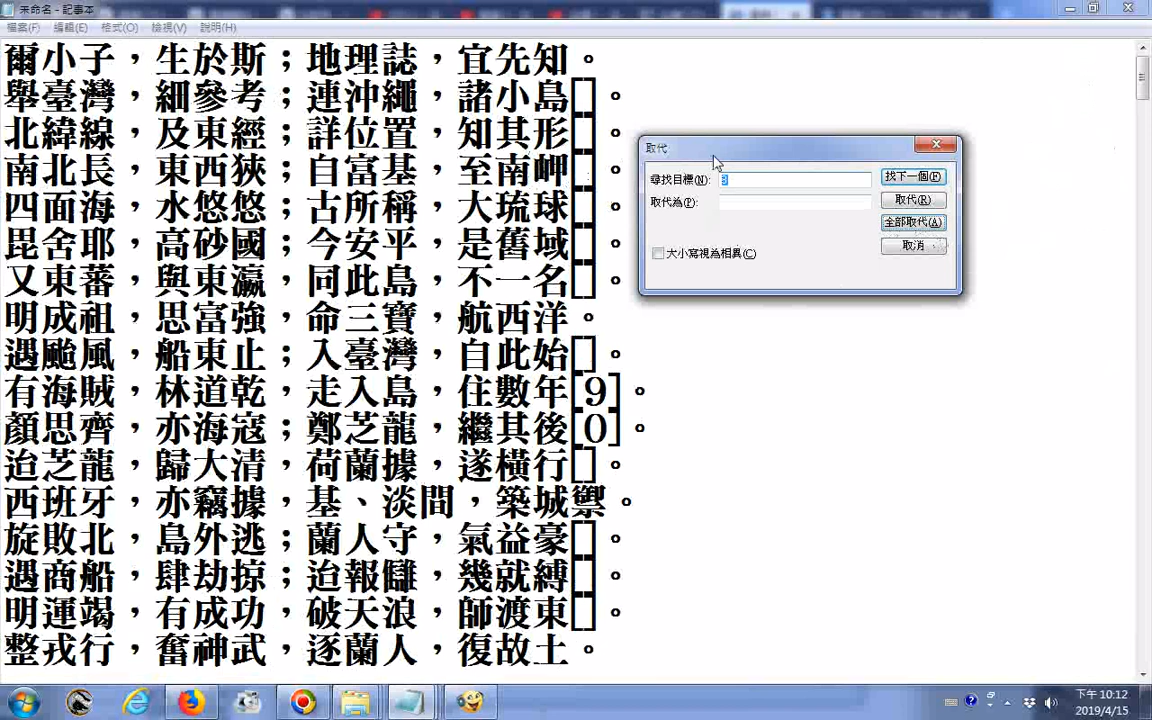 未命名 - 記事本
檔案(F) 編輯(E) 格式(O) 檢視(V) 說明(H)
爾小子，生於斯；地理誌，宜先知。
舉臺灣，細參考；連沖繩，諸小島[]。
北緯線，及東經；詳位置，知其形[]。
南北長，東西狹；自富基，至南岬[]。
四面海，水悠悠；古所稱，大琉球[]。
毘舍耶，高砂國；今安平，是舊域[]。
又東蕃，與東瀛，同此島，不一名[]。
明成祖，思富強，命三寶，航西洋。
遇颱風，船東止；入臺灣，自此始[]。
有海賊，林道乾，走入島，住數年[9]。
顏思齊，亦海寇；鄭芝龍，繼其後[0]。
迨芝龍，歸大清，荷蘭據，遂橫行[]。
西班牙，亦竊據，基、淡間，築城禦。
旋敗北，島外逃；蘭人守，氣益豪[]。
遇商船，肆劫掠；迨報讎，幾就縛[]。
明運竭，有成功，破天浪，師渡東[]。
整戎行，奮神武，逐蘭人，復故土。
取代
尋找目標(N):
找下一個(F)
取代為(P):
取代(R)
全部取代(A)
取消
大小寫視為相異(C)
下午 10:12
2019/4/15